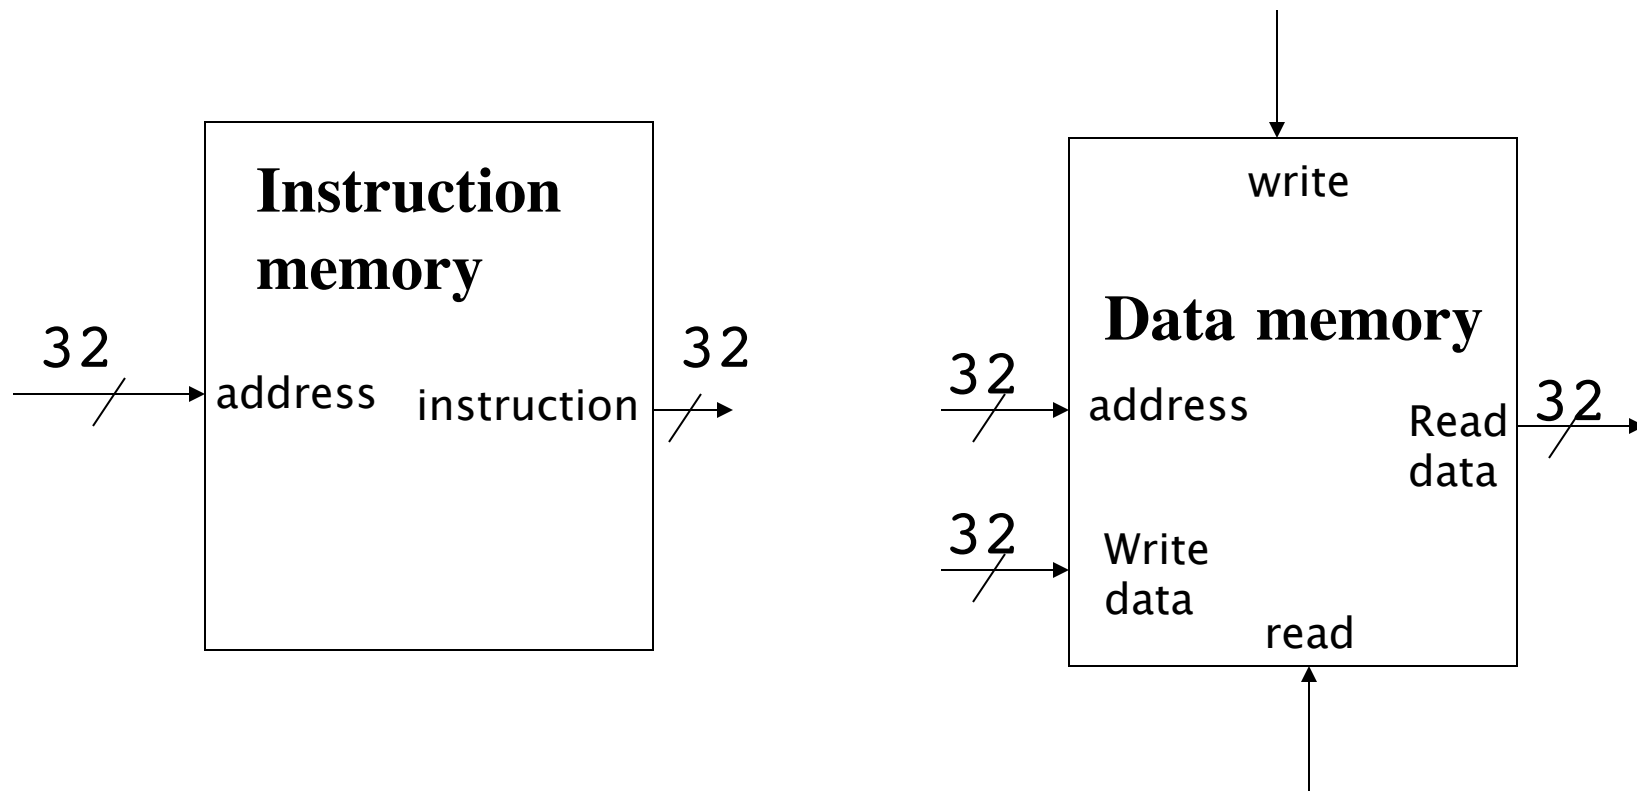 Instruction
memory
32
address
instruction
32
write
Data memory
32
address
Read
data
32
32
Write
data
read